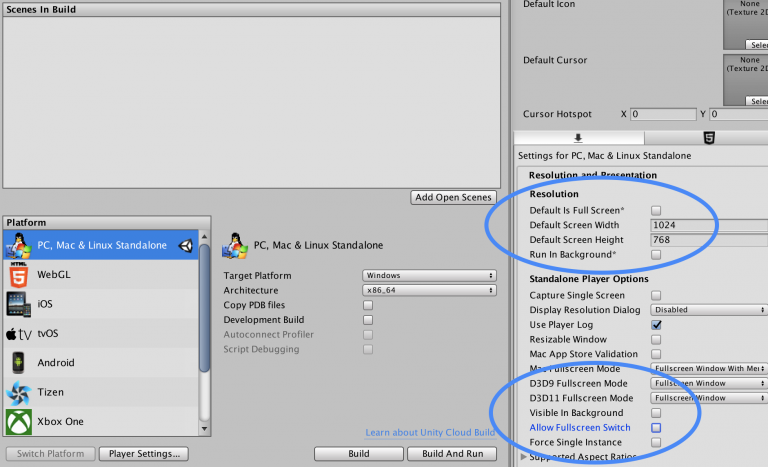 Scenes In Build
Add Open Scenes
Platform
PC, Mac & Linux Standalone
WebGL
iOS
tvOS
Android
Tizen
Xbox One
Switch Platform
Player Settings...
PC, Mac & Linux Standalone
Target Platform Windows
Architecture x86_64
Copy PDB files
Development Build
Autoconnect Profiler
Script Debugging
Learn about Unity Cloud Build
Build
Build And Run
Default Icon
None
(Texture 2D
Selec
Default Cursor
None
(Texture 2D
Selec
Cursor Hotspot X 0 Y 0
Settings for PC, Mac & Linux Standalone
Resolution and Presentation
Resolution
Default Is Full Screen*
Default Screen Width 1024
Default Screen Height 768
Run In Background*
Standalone Player Options
Capture Single Screen
Display Resolution Dialog Disabled
Use Player Log
Resizable Window
Mac App Store Validation
Mac Fullscreen Mode Fullscreen Window With Men
D3D9 Fullscreen Mode Fullscreen Window
D3D11 Fullscreen Mode Fullscreen Window
Visible In Background
Allow Fullscreen Switch
Force Single Instance
Supported Aspect Ratios